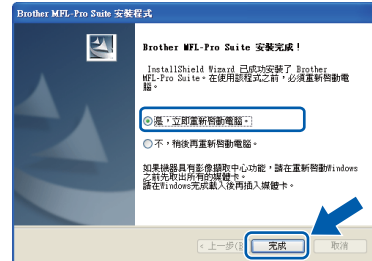 Brother MFL-Pro Suite 安裝程式
Brother MFL-Pro Suite 安裝完成！
InstallShield Wizard 已成功安裝了 Brother
MFL-Pro Suite。在使用該程式之前，必須重新啟動電
腦。
是，立即重新啟動電腦。
不，稍後再重新啟動電腦。
如果機器具有影像擷取中心功能，請在重新啟動Windows
之前先取出所有的媒體卡。
請在Windows完成載入後再插入媒體卡。
< 上一步(B
完成
取消